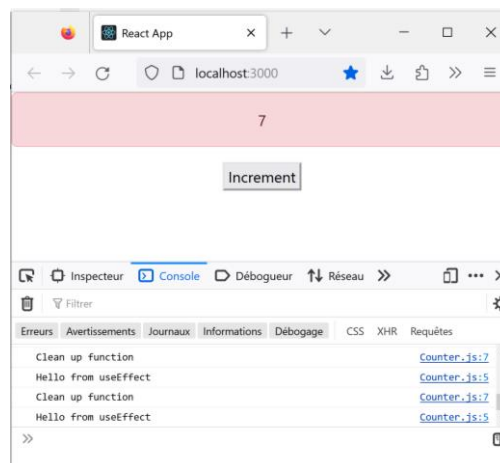 React App
localhost:3000
7
Increment
Inspecteur Console Débogueur Réseau
Filtrer
Erreurs Avertissements Journaux Informations Débogage CSS XHR Requêtes
Clean up function Counter.js:7
Hello from useEffect Counter.js:5
Clean up function Counter.js:7
Hello from useEffect Counter.js:5